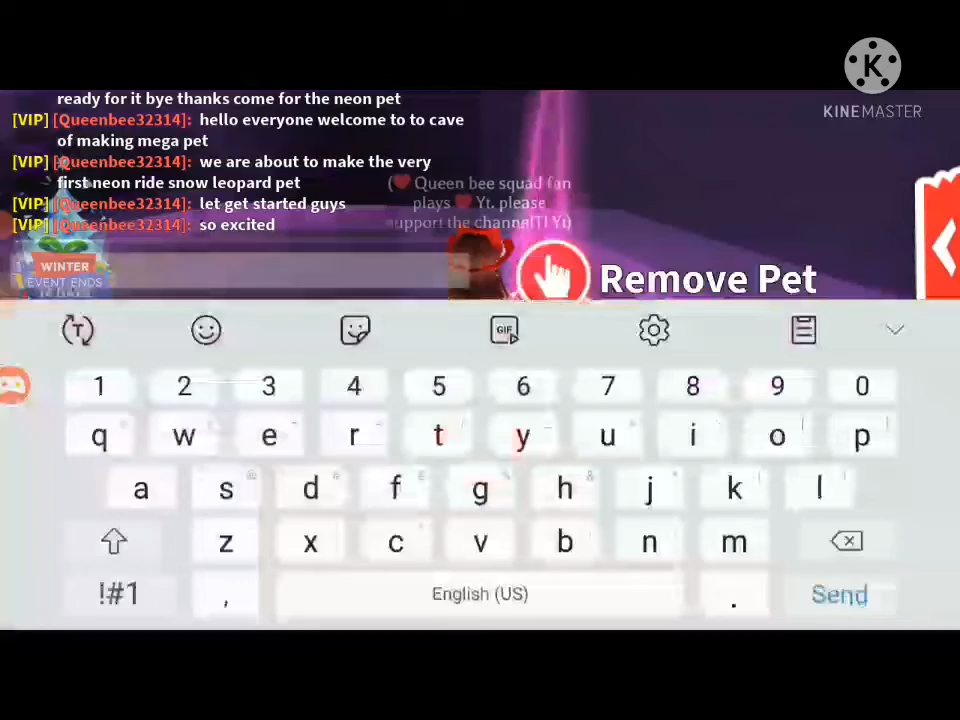 KINEMASTER
ready for it bye thanks come for the neon pet
[VIP] [Queenbee32314]: hello everyone welcome to to cave
of making mega pet
[VIP] [Queenbee32314]: we are about to make the very
first neon ride snow leopard pet
[VIP] [Queenbee32314]: let get started guys
[VIP] [Queenbee32314]: so excited
(❤ Queen bee squad fan
plays ❤ Yt, please
support the channelT! Yt)
WINTER
EVENT ENDS
Remove Pet
GIF
1 2 3 4 5 6 7 8 9 0
q w e r t y u i o p
a s d f g h j k l
z x c v b n m
!#1 , English (US) . Send